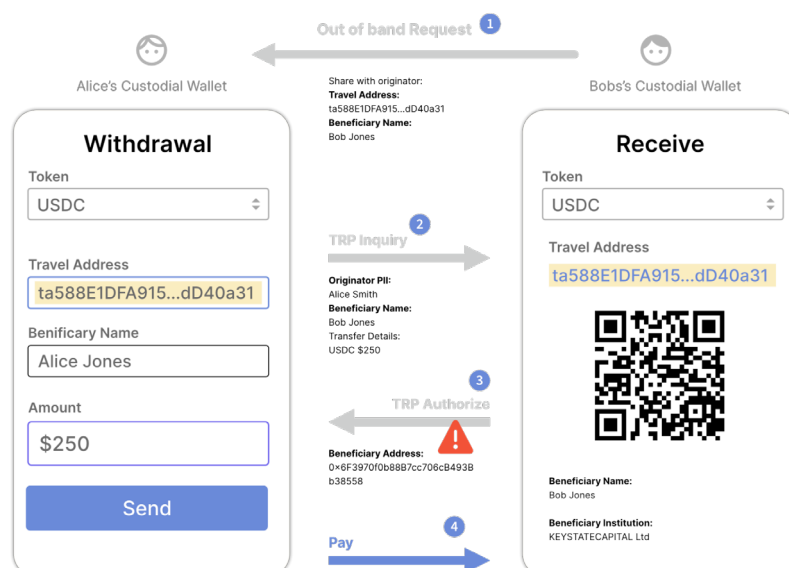 Out of band Request 1
Alice's Custodial Wallet
Bobs's Custodial Wallet
Share with originator:
Travel Address:
ta588E1DFA915...dD40a31
Beneficiary Name:
Bob Jones
Withdrawal
Token
USDC
Travel Address
ta588E1DFA915...dD40a31
Benificary Name
Alice Jones
Amount
$250
Send
2
TRP Inquiry
Originator PII:
Alice Smith
Beneficiary Name:
Bob Jones
Transfer Details:
USDC $250
3
TRP Authorize
!
Beneficiary Address:
0×6F3970f0b88B7cc706cB493B
b38558
4
Pay
Receive
Token
USDC
Travel Address
ta588E1DFA915...dD40a31
Beneficiary Name:
Bob Jones
Beneficiary Institution:
KEYSTATECAPITAL Ltd